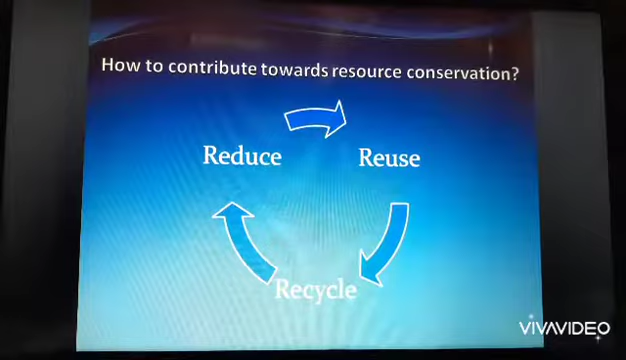 How to contribute towards resource conservation?
Reduce
Reuse
Recycle
VIVAVIDEO